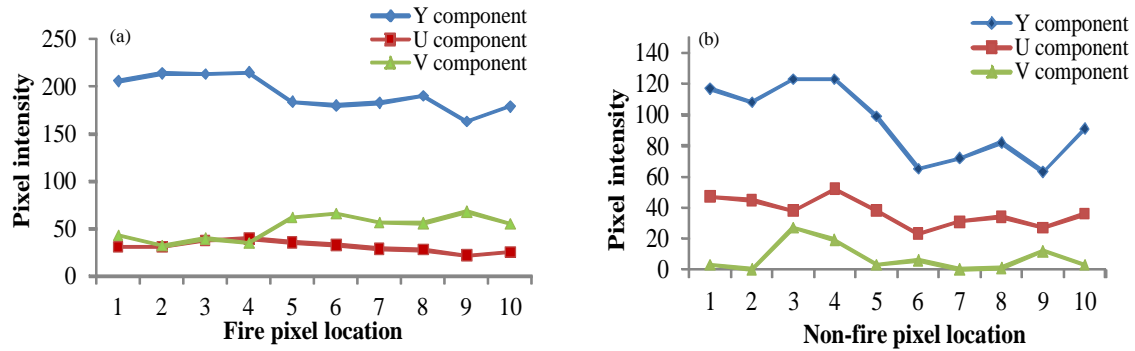 (a)
Y component
U component
V component
250
200
150
100
50
0
Pixel intensity
1 2 3 4 5 6 7 8 9 10
Fire pixel location
(b)
Y component
U component
V component
140
120
100
80
60
40
20
0
Pixel intensity
1 2 3 4 5 6 7 8 9 10
Non-fire pixel location